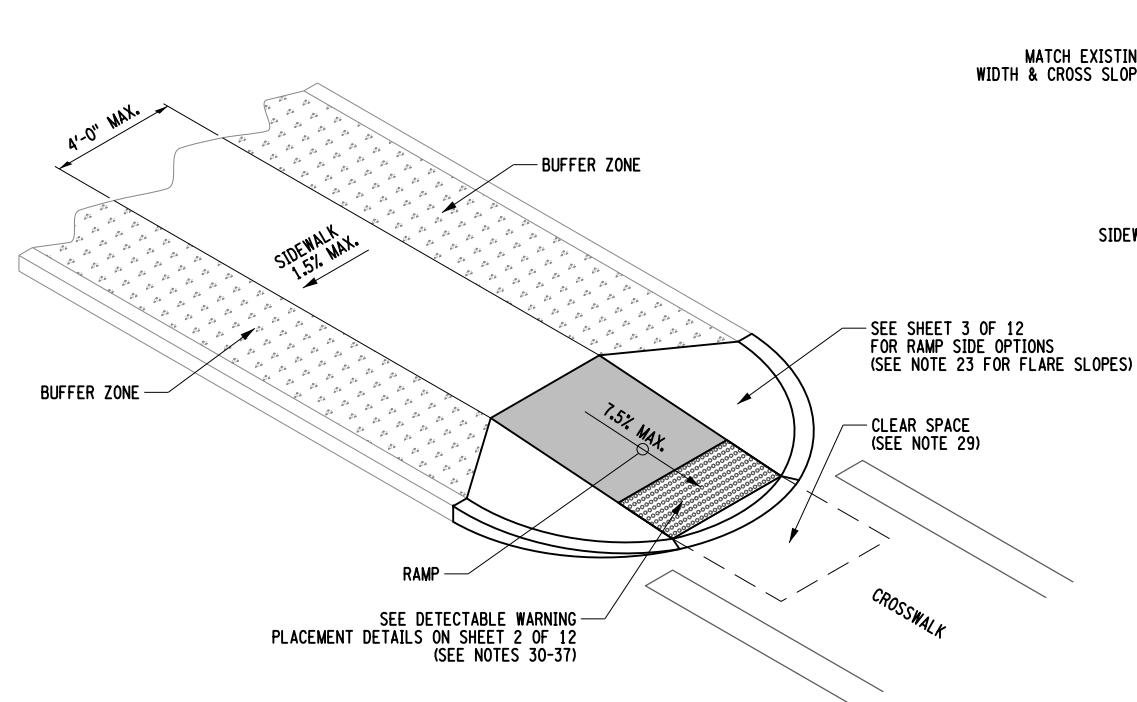 MATCH EXISTIN
WIDTH & CROSS SLOP
4'-0" MAX.
BUFFER ZONE
SIDEWALK
1.5% MAX.
SIDEW
SEE SHEET 3 OF 12
FOR RAMP SIDE OPTIONS
(SEE NOTE 23 FOR FLARE SLOPES)
BUFFER ZONE
7.5% MAX.
CLEAR SPACE
(SEE NOTE 29)
RAMP
CROSSWALK
SEE DETECTABLE WARNING
PLACEMENT DETAILS ON SHEET 2 OF 12
(SEE NOTES 30-37)